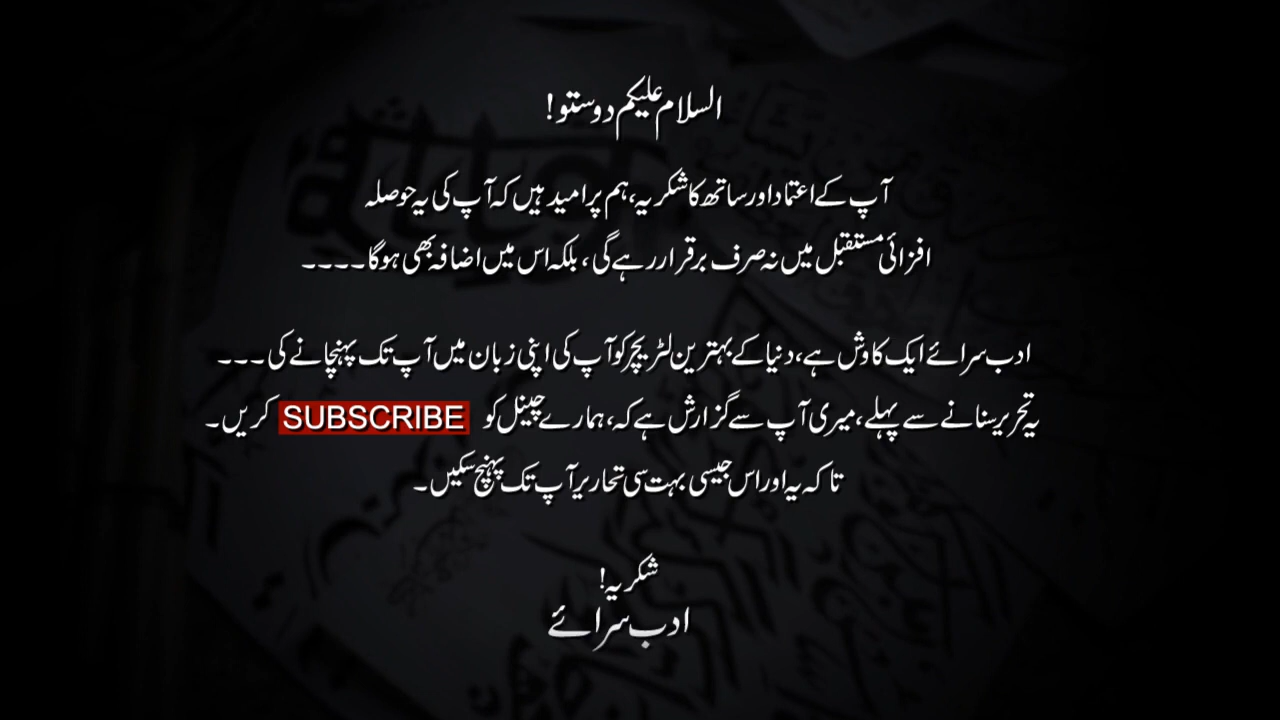 السلام علیکم دوستو!
آپ کے اعتماد اور ساتھ کا شکریہ، ہم پر امید ہیں کہ آپ کی یہ حوصلہ
افزائی مستقبل میں نہ صرف برقرار رہے گی، بلکہ اس میں اضافہ بھی ہوگا۔۔۔۔
ادب سرائے ایک کاوش ہے، دنیا کے بہترین لٹریچر کو آپ کی اپنی زبان میں آپ تک پہنچانے کی۔۔۔
یہ تحریر سنانے سے پہلے، میری آپ سے گزارش ہے کہ، ہمارے چینل کو SUBSCRIBE کریں۔
تاکہ یہ اور اس جیسی بہت سی تحاریر آپ تک پہنچ سکیں۔
شکریہ!
ادب سرائے